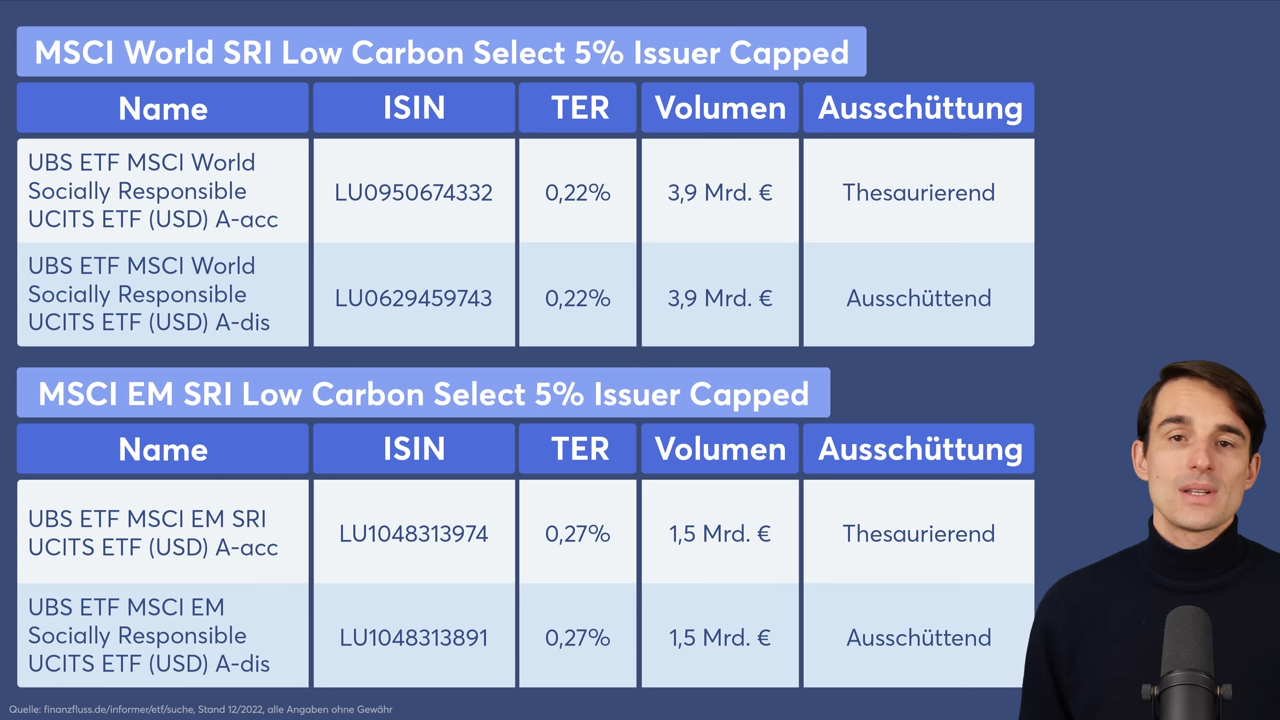 MSCI World SRI Low Carbon Select 5% Issuer Capped
Name ISIN TER Volumen Ausschüttung
UBS ETF MSCI World
Socially Responsible
UCITS ETF (USD) A-acc
LU0950674332 0,22% 3,9 Mrd. € Thesaurierend
UBS ETF MSCI World
Socially Responsible
UCITS ETF (USD) A-dis
LU0629459743 0,22% 3,9 Mrd. € Ausschüttend
MSCI EM SRI Low Carbon Select 5% Issuer Capped
Name ISIN TER Volumen Ausschüttung
UBS ETF MSCI EM SRI
UCITS ETF (USD) A-acc
LU1048313974 0,27% 1,5 Mrd. € Thesaurierend
UBS ETF MSCI EM
Socially Responsible
UCITS ETF (USD) A-dis
LU1048313891 0,27% 1,5 Mrd. € Ausschüttend
Quelle: finanzfluss.de/informer/etf/suche, Stand 12/2022, alle Angaben ohne Gewähr